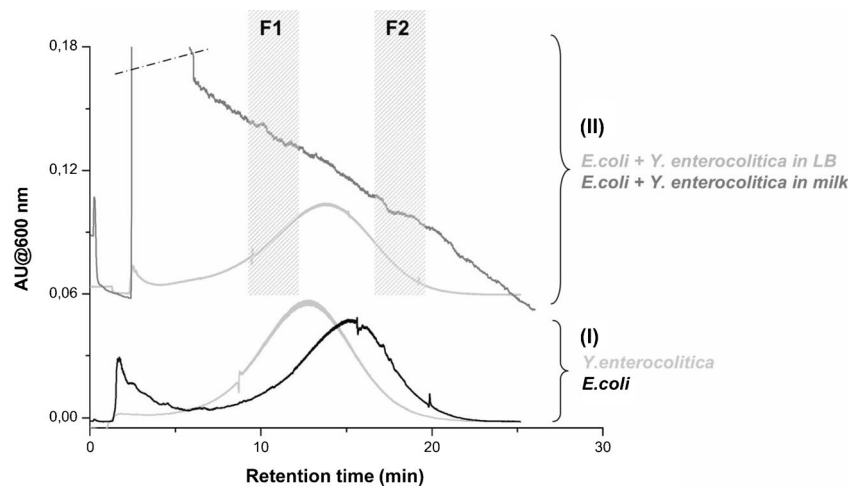 F1
F2
0,18
0,12
0,06
0,00
AU@600 nm
0
10
20
30
Retention time (min)
(II)
E.coli + Y. enterocolitica in LB
E.coli + Y. enterocolitica in milk
(I)
Y.enterocolitica
E.coli